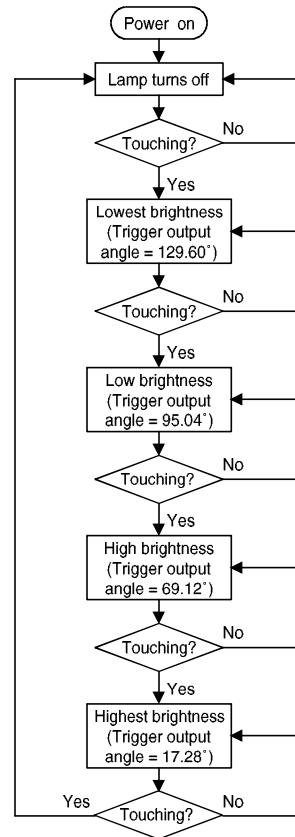 Power on
Lamp turns off
Touching?
No
Yes
Lowest brightness
(Trigger output
angle = 129.60˚)
Touching?
No
Yes
Low brightness
(Trigger output
angle = 95.04˚)
Touching?
No
Yes
High brightness
(Trigger output
angle = 69.12˚)
Touching?
No
Yes
Highest brightness
(Trigger output
angle = 17.28˚)
Yes
Touching?
No